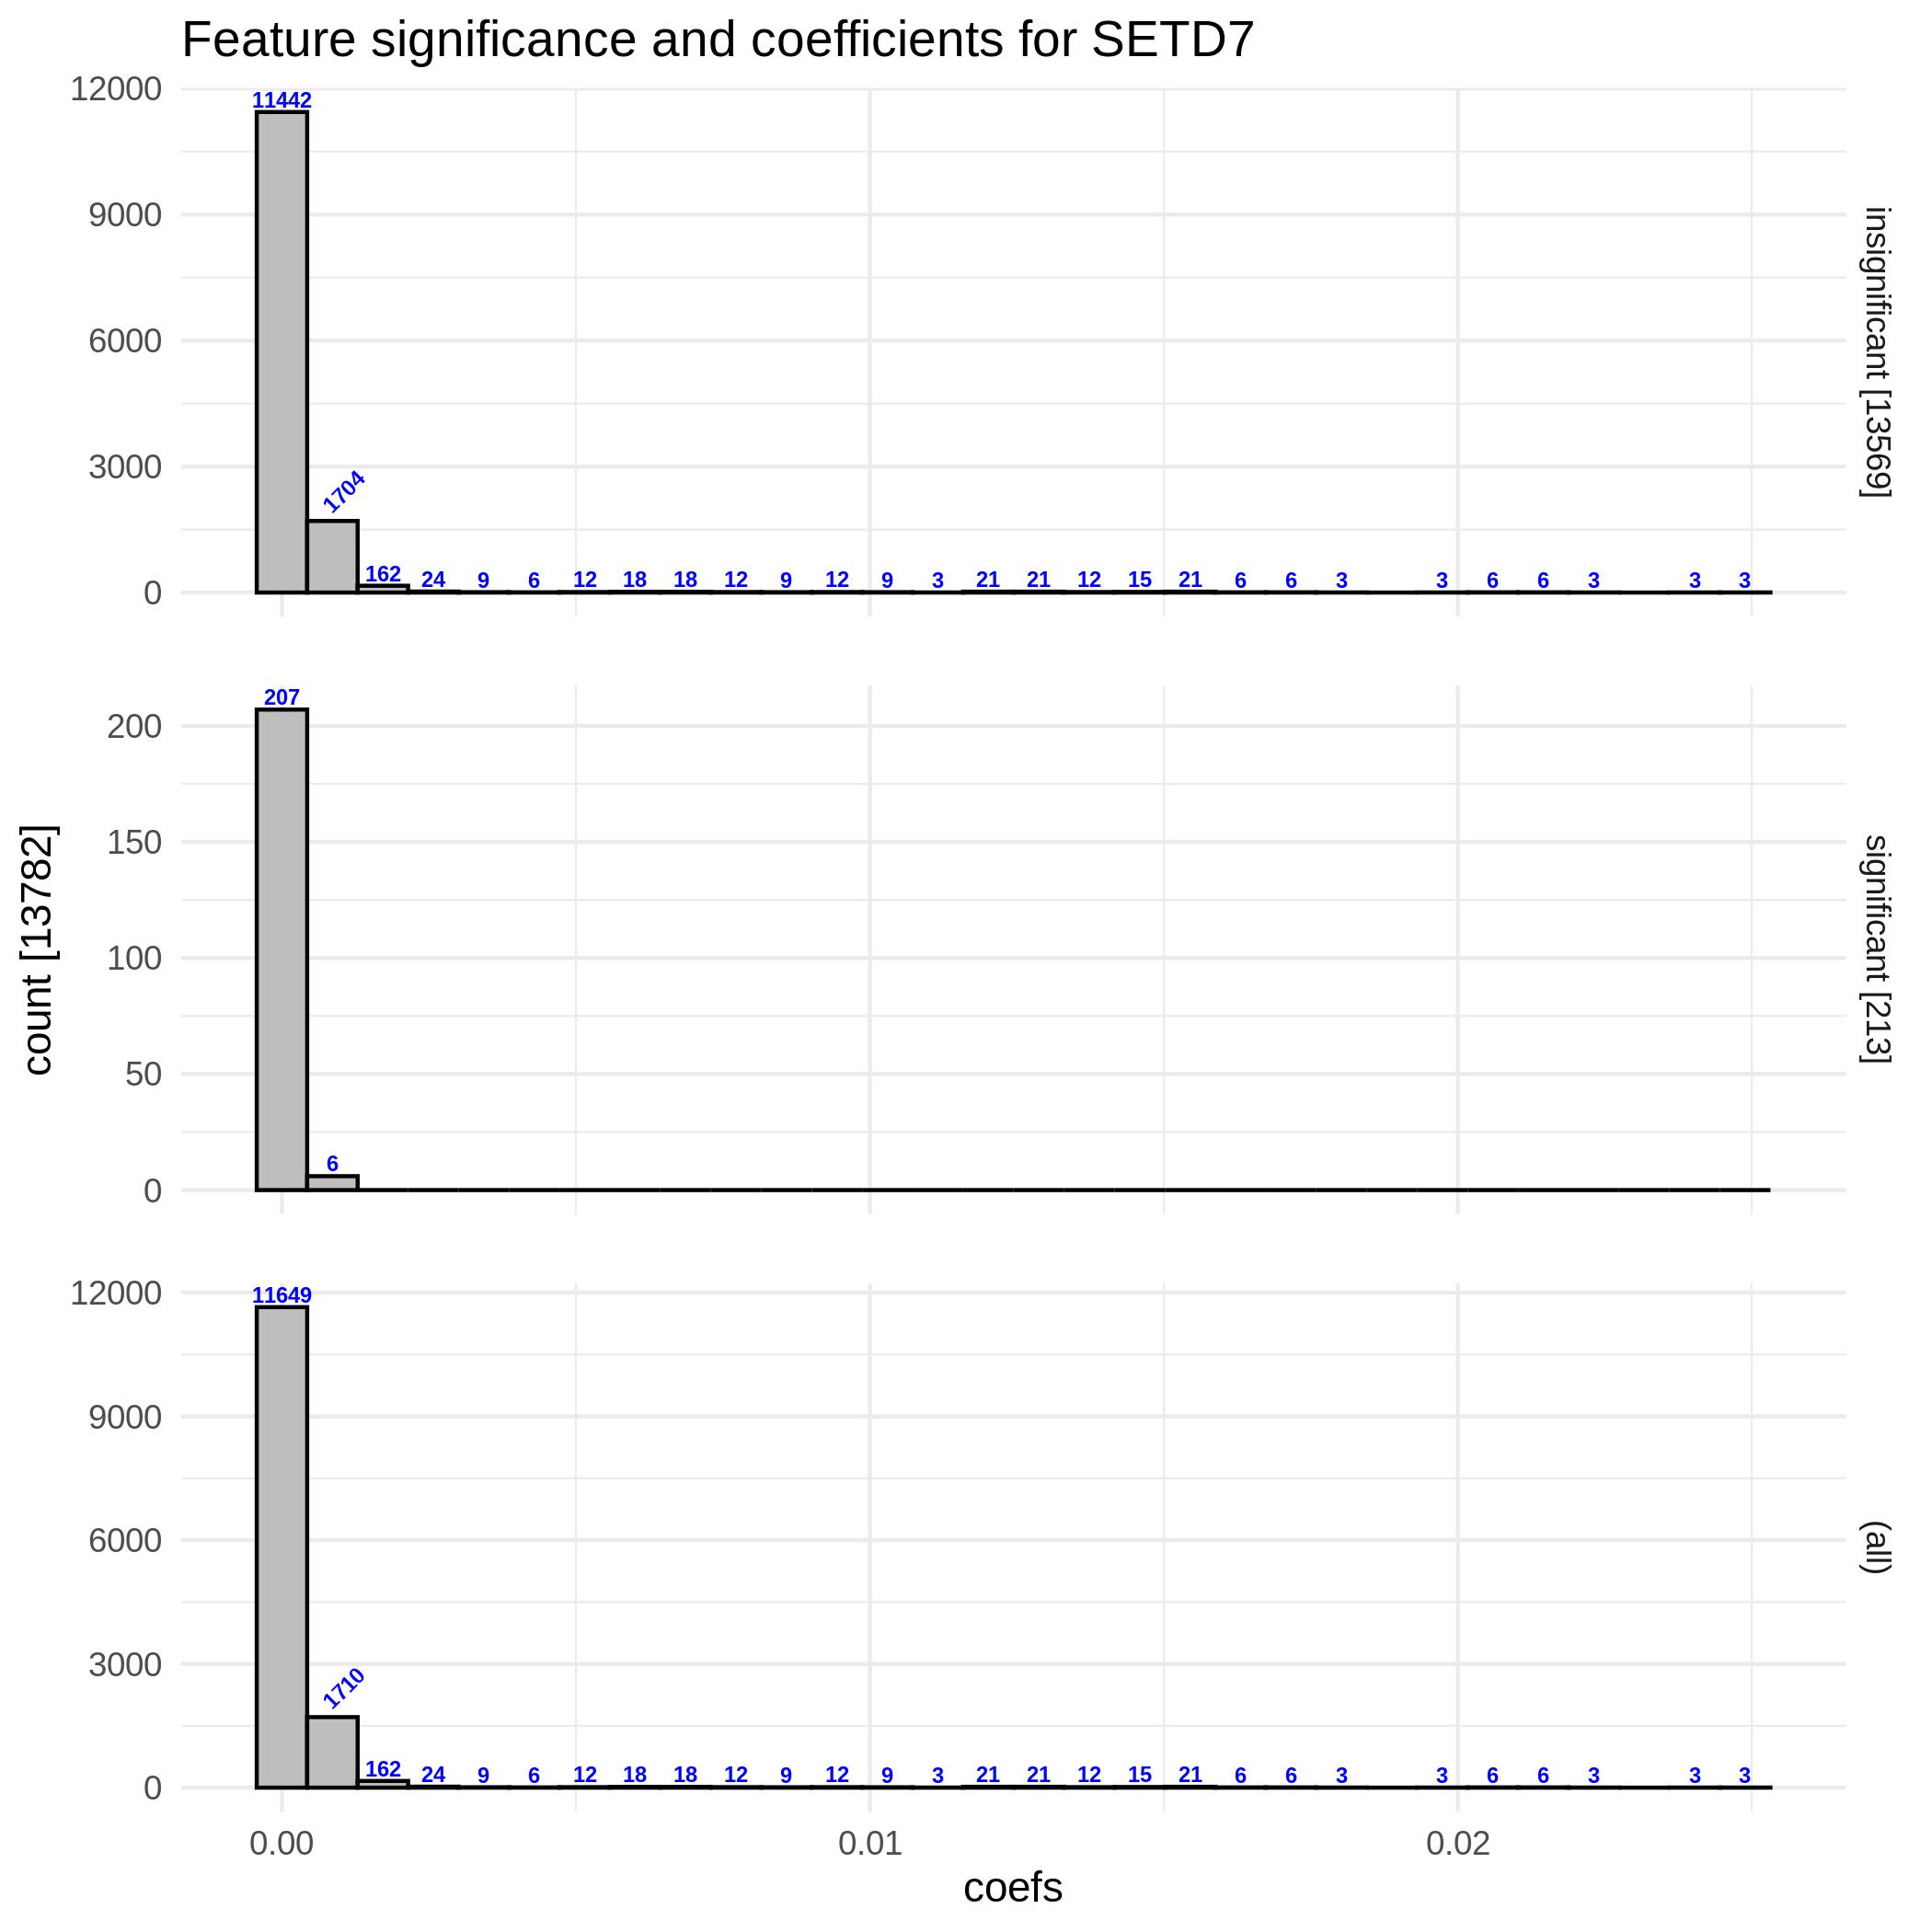 Feature significance and coefficients for SETD7
12000
9000
6000
3000
0
11442
1704
162 24 9 6 12 18 18 12 9 12 9 3 21 21 12 15 21 6 6 3 3 6 6 3 3 3
insignificant [13569]
count [13782]
200
150
100
50
0
207
6
significant [213]
12000
9000
6000
3000
0
11649
1710
162 24 9 6 12 18 18 12 9 12 9 3 21 21 12 15 21 6 6 3 3 6 6 3 3 3
(all)
0.00 0.01 0.02
coefs